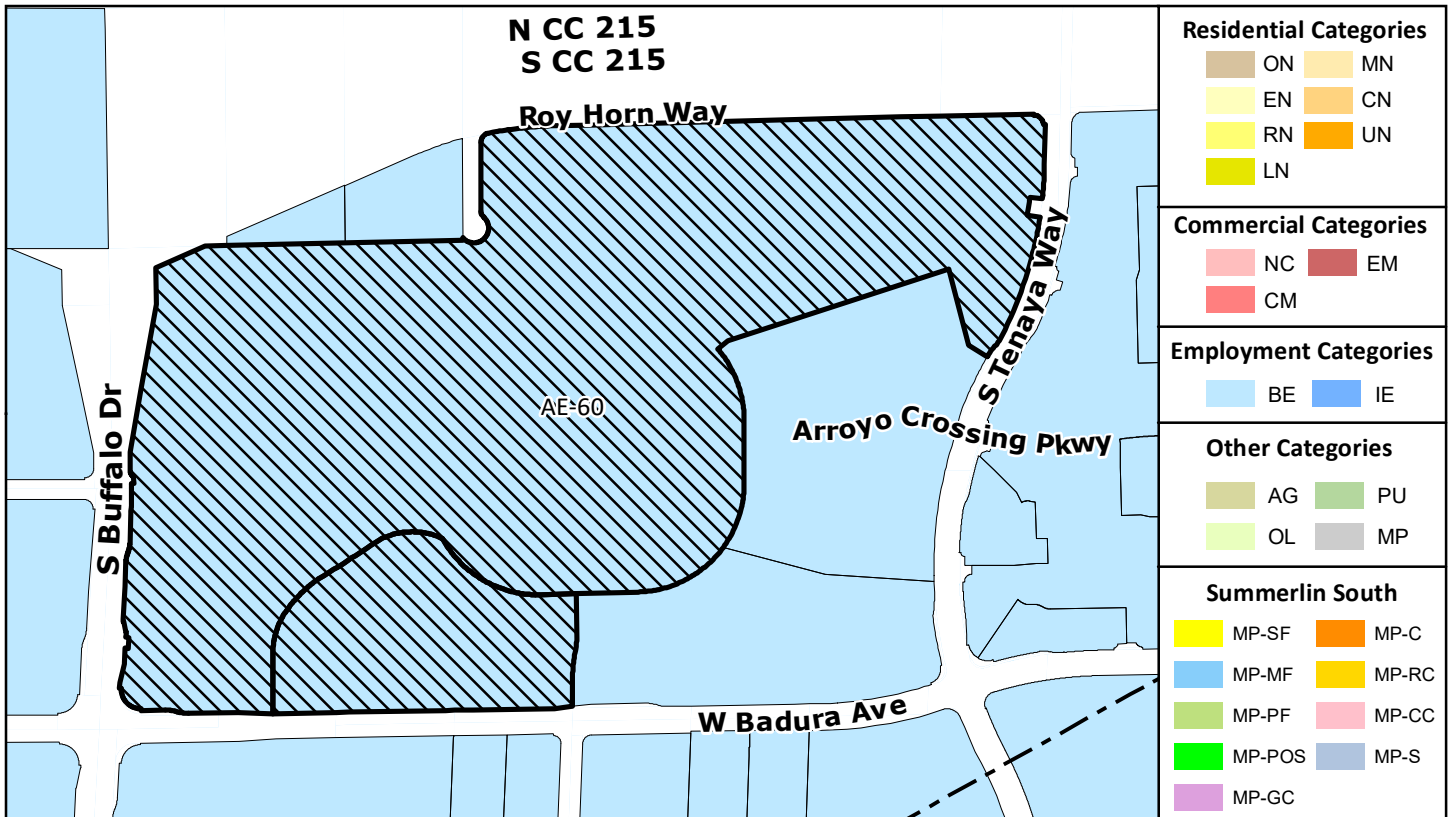 N CC 215
S CC 215
Roy Horn Way
S Tenaya Way
AE-60
S Buffalo Dr
Arroyo Crossing Pkwy
W Badura Ave
Residential Categories
ON MN
EN CN
RN UN
LN
Commercial Categories
NC EM
CM
Employment Categories
BE IE
Other Categories
AG PU
OL MP
Summerlin South
MP-SF MP-C
MP-MF MP-RC
MP-PF MP-CC
MP-POS MP-S
MP-GC